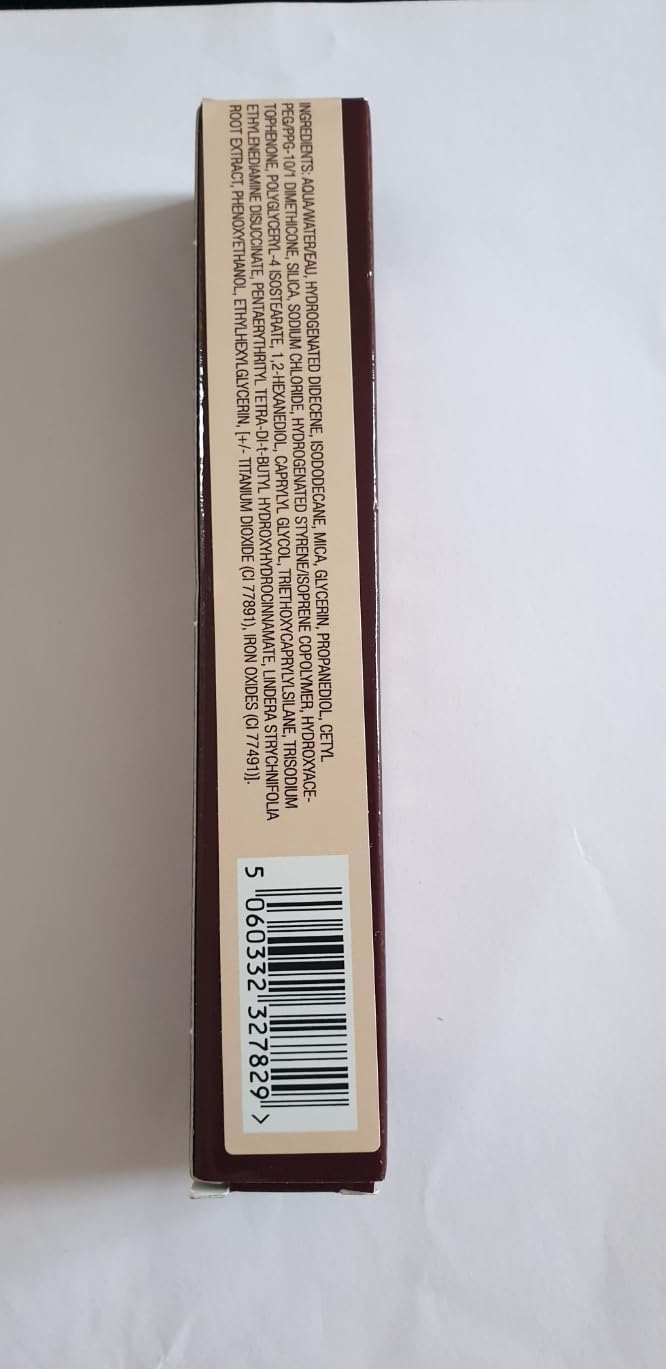 INGREDIENTS: AQUA/WATER/EAU, HYDROGENATED DIDECENE, ISODODECANE, MICA, GLYCERIN, PROPANEDIOL, CETYL
PEG/PPG-10/1 DIMETHICONE, SILICA, SODIUM CHLORIDE, HYDROGENATED STYRENE/ISOPRENE COPOLYMER, HYDROXYACE-
TOPHENONE, POLYGLYCERYL-4 ISOSTEARATE, 1,2-HEXANEDIOL, CAPRYLYL GLYCOL, TRIETHOXYCAPRYLYLSILANE, TRISODIUM
ETHYLENEDIAMINE DISUCCINATE, PENTAERYTHRITYL TETRA-DI-t-BUTYL HYDROXYHYDROCINNAMATE, LINDERA STRYCHNIFOLIA
ROOT EXTRACT, PHENOXYETHANOL, ETHYLHEXYLGLYCERIN, [+/- TITANIUM DIOXIDE (CI 77891), IRON OXIDES (CI 77491)].
5 060332 327829 >